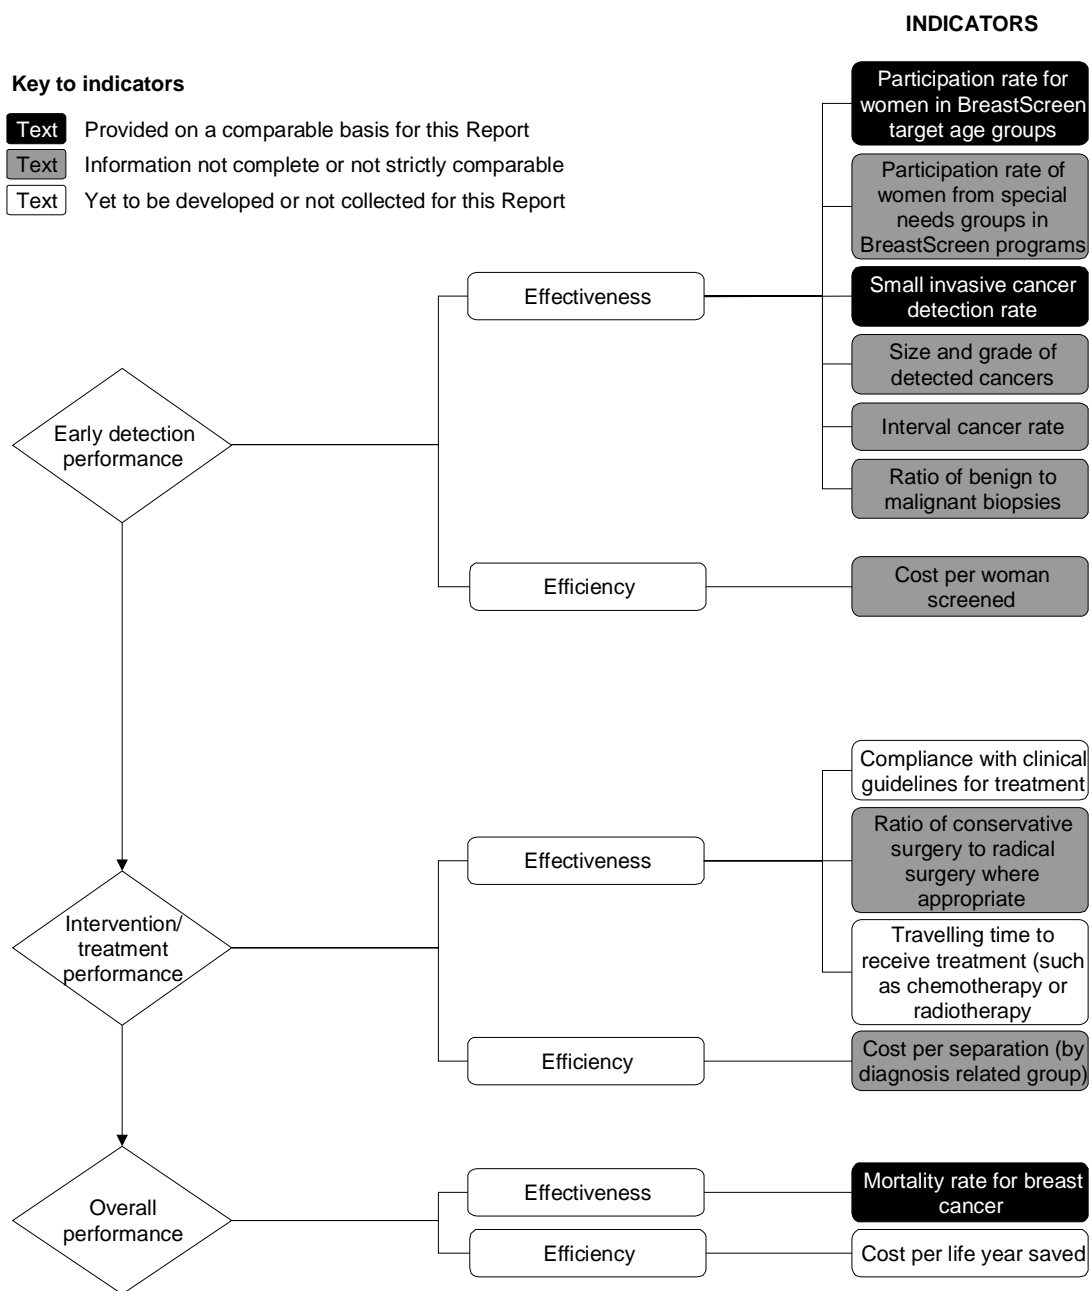 INDICATORS
Key to indicators
Text Provided on a comparable basis for this Report
Text Information not complete or not strictly comparable
Text Yet to be developed or not collected for this Report
Participation rate for
women in BreastScreen
target age groups
Participation rate of
women from special
needs groups in
BreastScreen programs
Effectiveness
Small invasive cancer
detection rate
Size and grade of
detected cancers
Early detection
performance
Interval cancer rate
Ratio of benign to
malignant biopsies
Efficiency
Cost per woman
screened
Compliance with clinical
guidelines for treatment
Effectiveness
Ratio of conservative
surgery to radical
surgery where
appropriate
Intervention/
treatment
performance
Travelling time to
receive treatment (such
as chemotherapy or
radiotherapy
Efficiency
Cost per separation (by
diagnosis related group)
Overall
performance
Effectiveness
Mortality rate for breast
cancer
Efficiency
Cost per life year saved